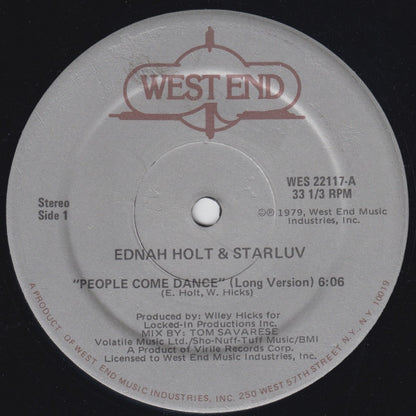 WEST END
WES 22117-A
33 1/3 RPM
Stereo
Side 1
℗© 1979, West End Music
Industries, Inc.
EDNAH HOLT & STARLUV
"PEOPLE COME DANCE" (Long Version) 6:06
(E. Holt, W. Hicks)
Produced by: Wiley Hicks for
Locked-In Productions Inc.
MIX BY: TOM SAVARESE
Volatile Music Ltd./Sho-Nuff-Tuff Music/BMI
A Product of Virile Records Corp.
Licensed to West End Music Industries, Inc.
A PRODUCT OF WEST END MUSIC INDUSTRIES, INC. 250 WEST 57TH STREET N.Y., N.Y. 10019